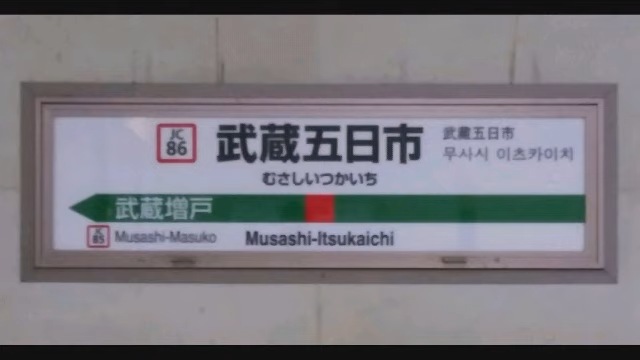 JC
86
武蔵五日市
武蔵五日市
무사시 이츠카이치
むさしいつかいち
武蔵増戸
JC
85
Musashi-Masuko
Musashi-Itsukaichi